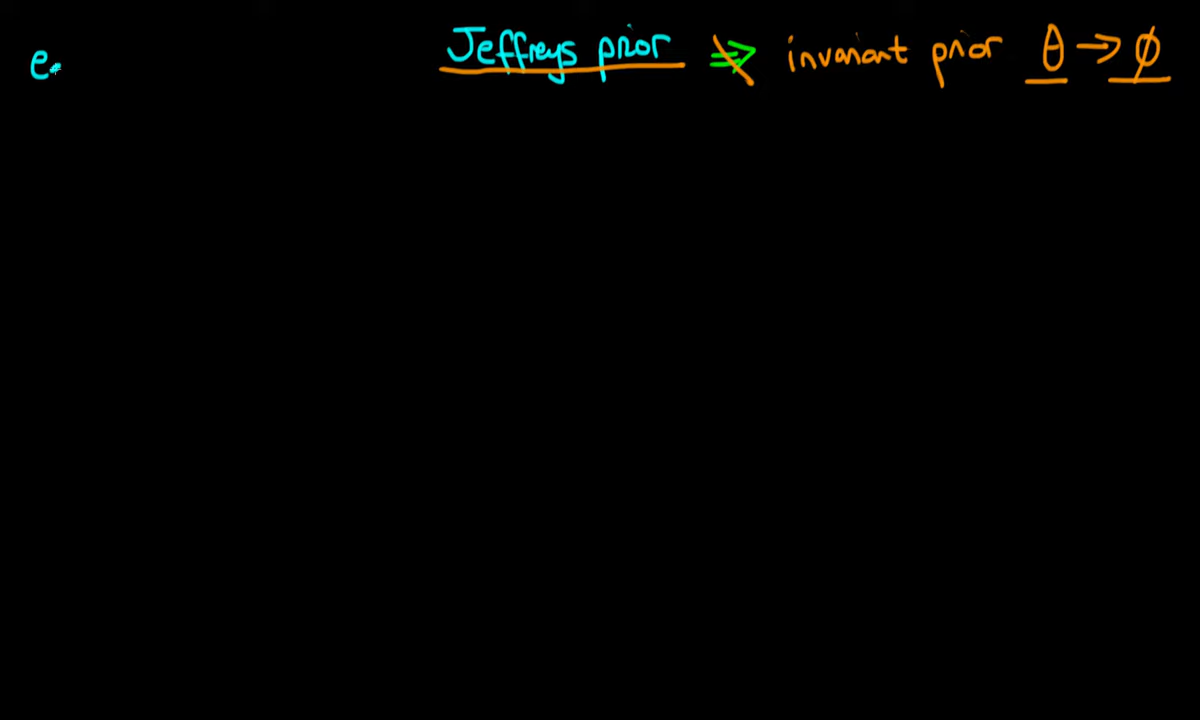 e. Jeffreys prior ⇏ invariant prior θ → φ